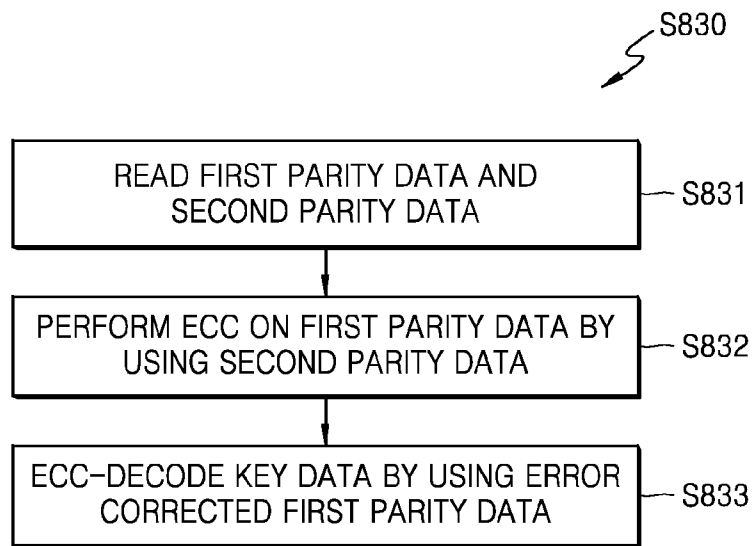 S830
READ FIRST PARITY DATA AND
SECOND PARITY DATA
S831
PERFORM ECC ON FIRST PARITY DATA BY
USING SECOND PARITY DATA
S832
ECC-DECODE KEY DATA BY USING ERROR
CORRECTED FIRST PARITY DATA
S833